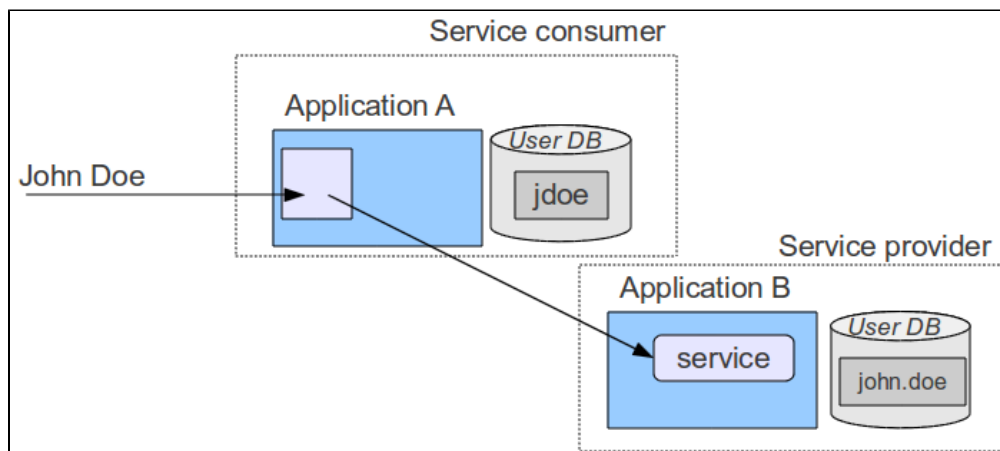 Service consumer
Application A
User DB
John Doe
jdoe
Service provider
Application B
User DB
service
john.doe